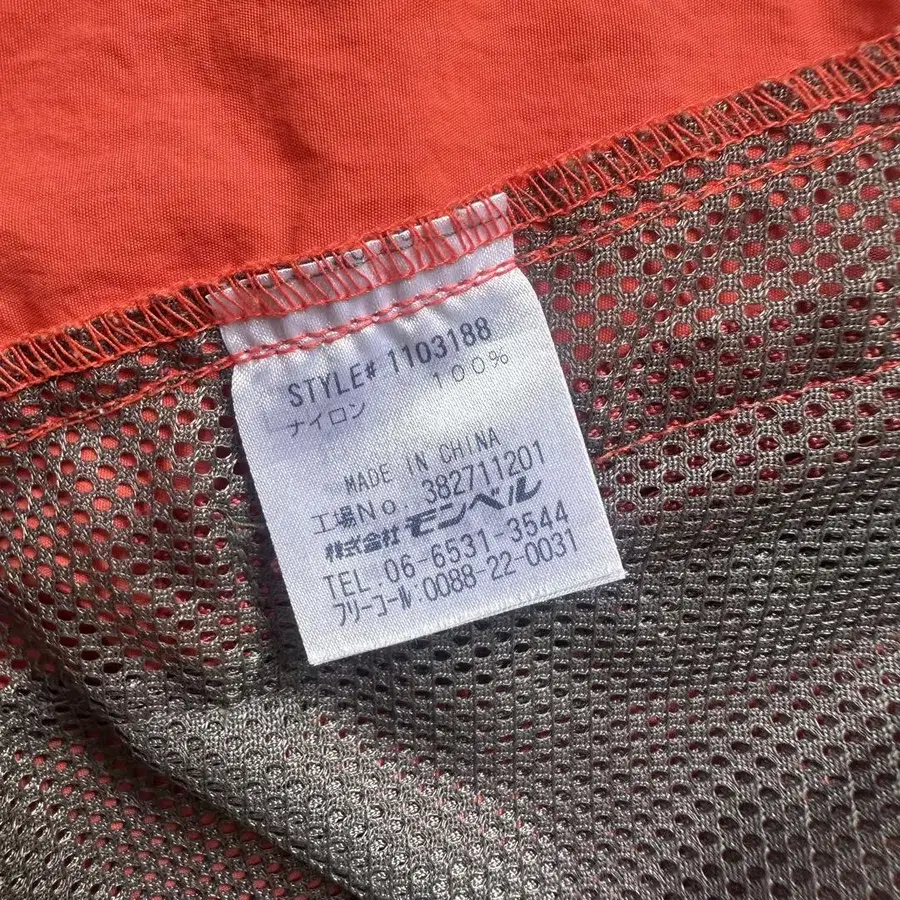 STYLE# 1103188
ナイロン 100%
MADE IN CHINA
工場No. 382711201
株式会社 モンベル
TEL. 06-6531-3544
フリーコール:0088-22-0031